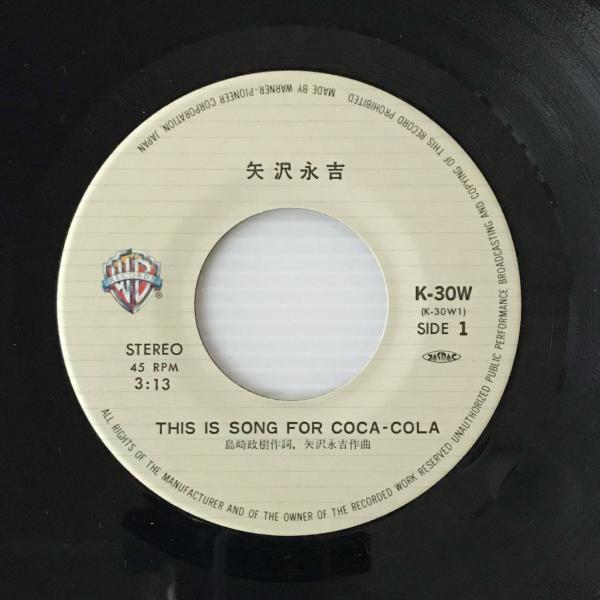 MADE BY WARNER-PIONEER CORPORATION, JAPAN
矢沢永吉
WB
RECORDS
®
K-30W
(K-30W1)
SIDE 1
JASRAC
STEREO
45 RPM
3:13
THIS IS SONG FOR COCA-COLA
島崎政樹作詞, 矢沢永吉作曲
ALL RIGHTS OF THE MANUFACTURER AND OF THE OWNER OF THE RECORDED WORK RESERVED UNAUTHORIZED PUBLIC PERFORMANCE BROADCASTING AND COPYING OF THIS RECORD PROHIBITED